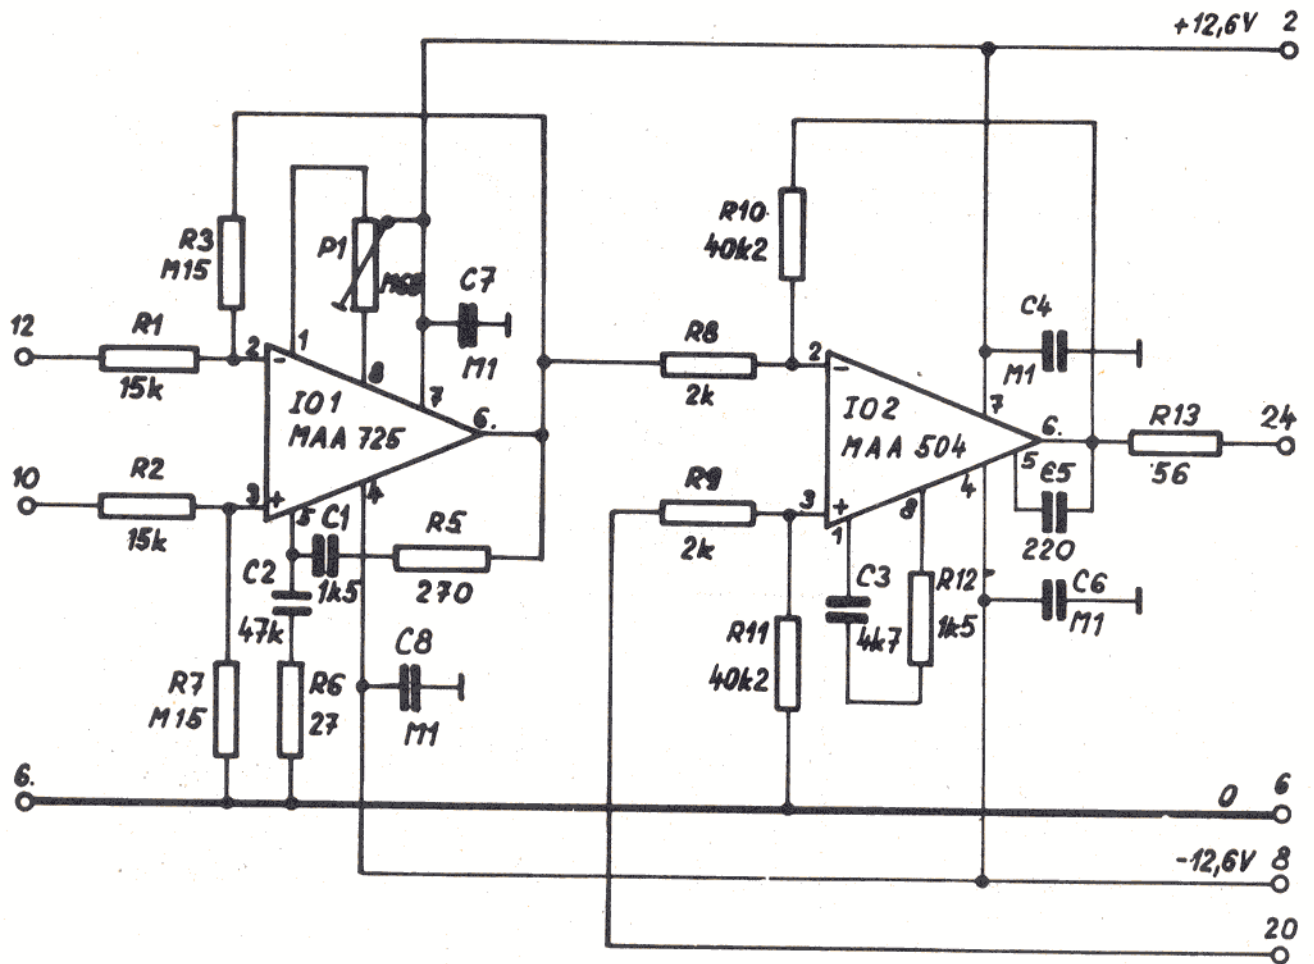 +12,6V 2
R3
M15
P1
C7
M1
12
R1
15k
2
-
1
8
7
IO1
MAA 725
6.
10
R2
15k
3
+
5
4
C1
1k5
R5
270
C2
47k
R7
M15
R6
27
C8
M1
R10
40k2
R8
2k
2
-
C4
M1
7
IO2
MAA 504
6.
R13
56
24
R9
2k
3
+
1
8
4
5
C5
220
C3
4k7
R12
1k5
C6
M1
R11
40k2
6.
0 6
-12,6V 8
20